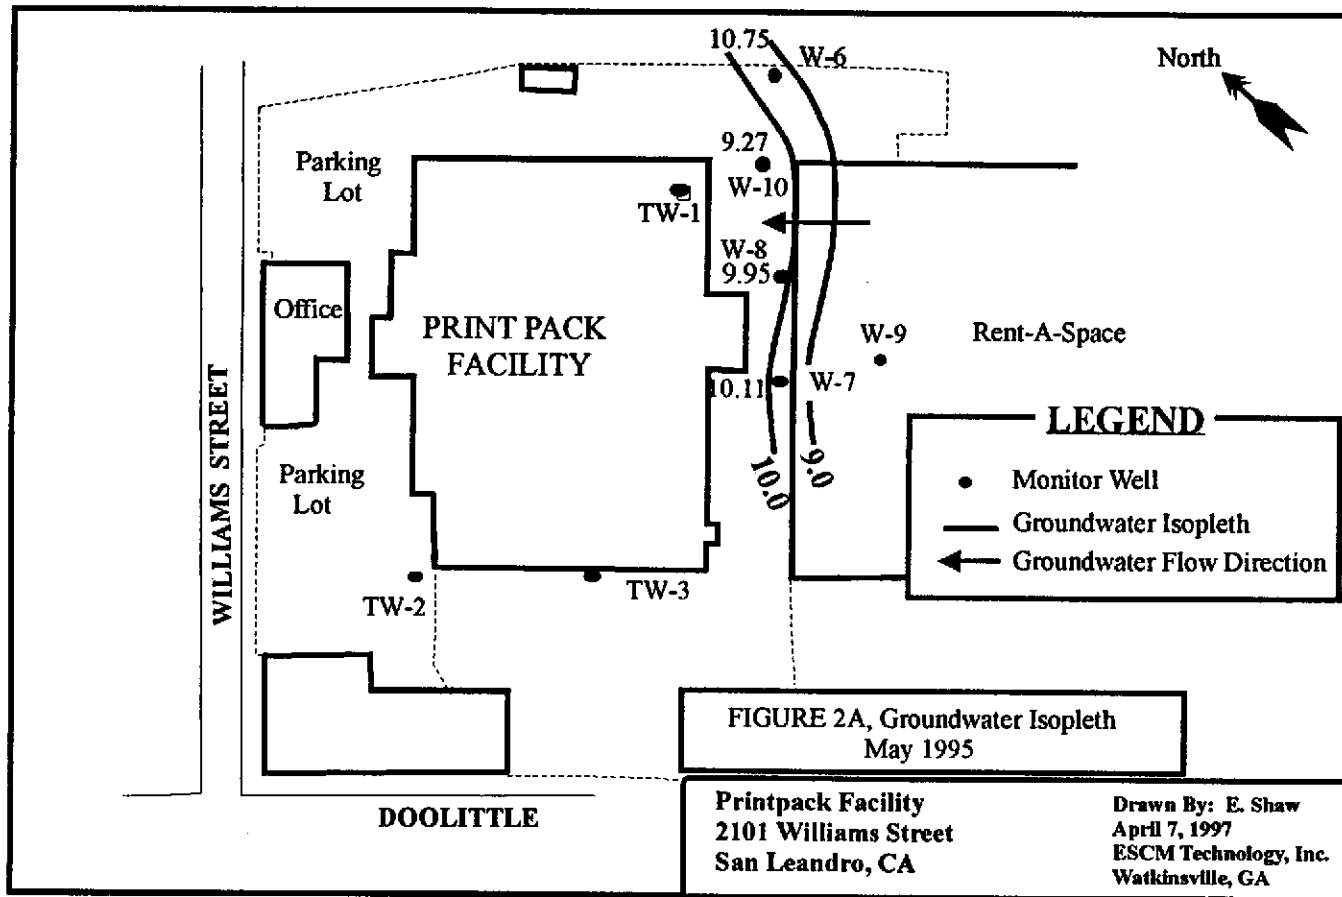 10.75
W-6
North
Parking
Lot
9.27
W-10
TW-1
W-8
9.95
Office
PRINT PACK
FACILITY
W-9
Rent-A-Space
10.11
W-7
WILLIAMS STREET
LEGEND
10.0
9.0
Monitor Well
Groundwater Isopleth
Groundwater Flow Direction
Parking
Lot
TW-2
TW-3
FIGURE 2A, Groundwater Isopleth
May 1995
DOOLITTLE
Printpack Facility
2101 Williams Street
San Leandro, CA
Drawn By: E. Shaw
April 7, 1997
ESCM Technology, Inc.
Watkinsville, GA